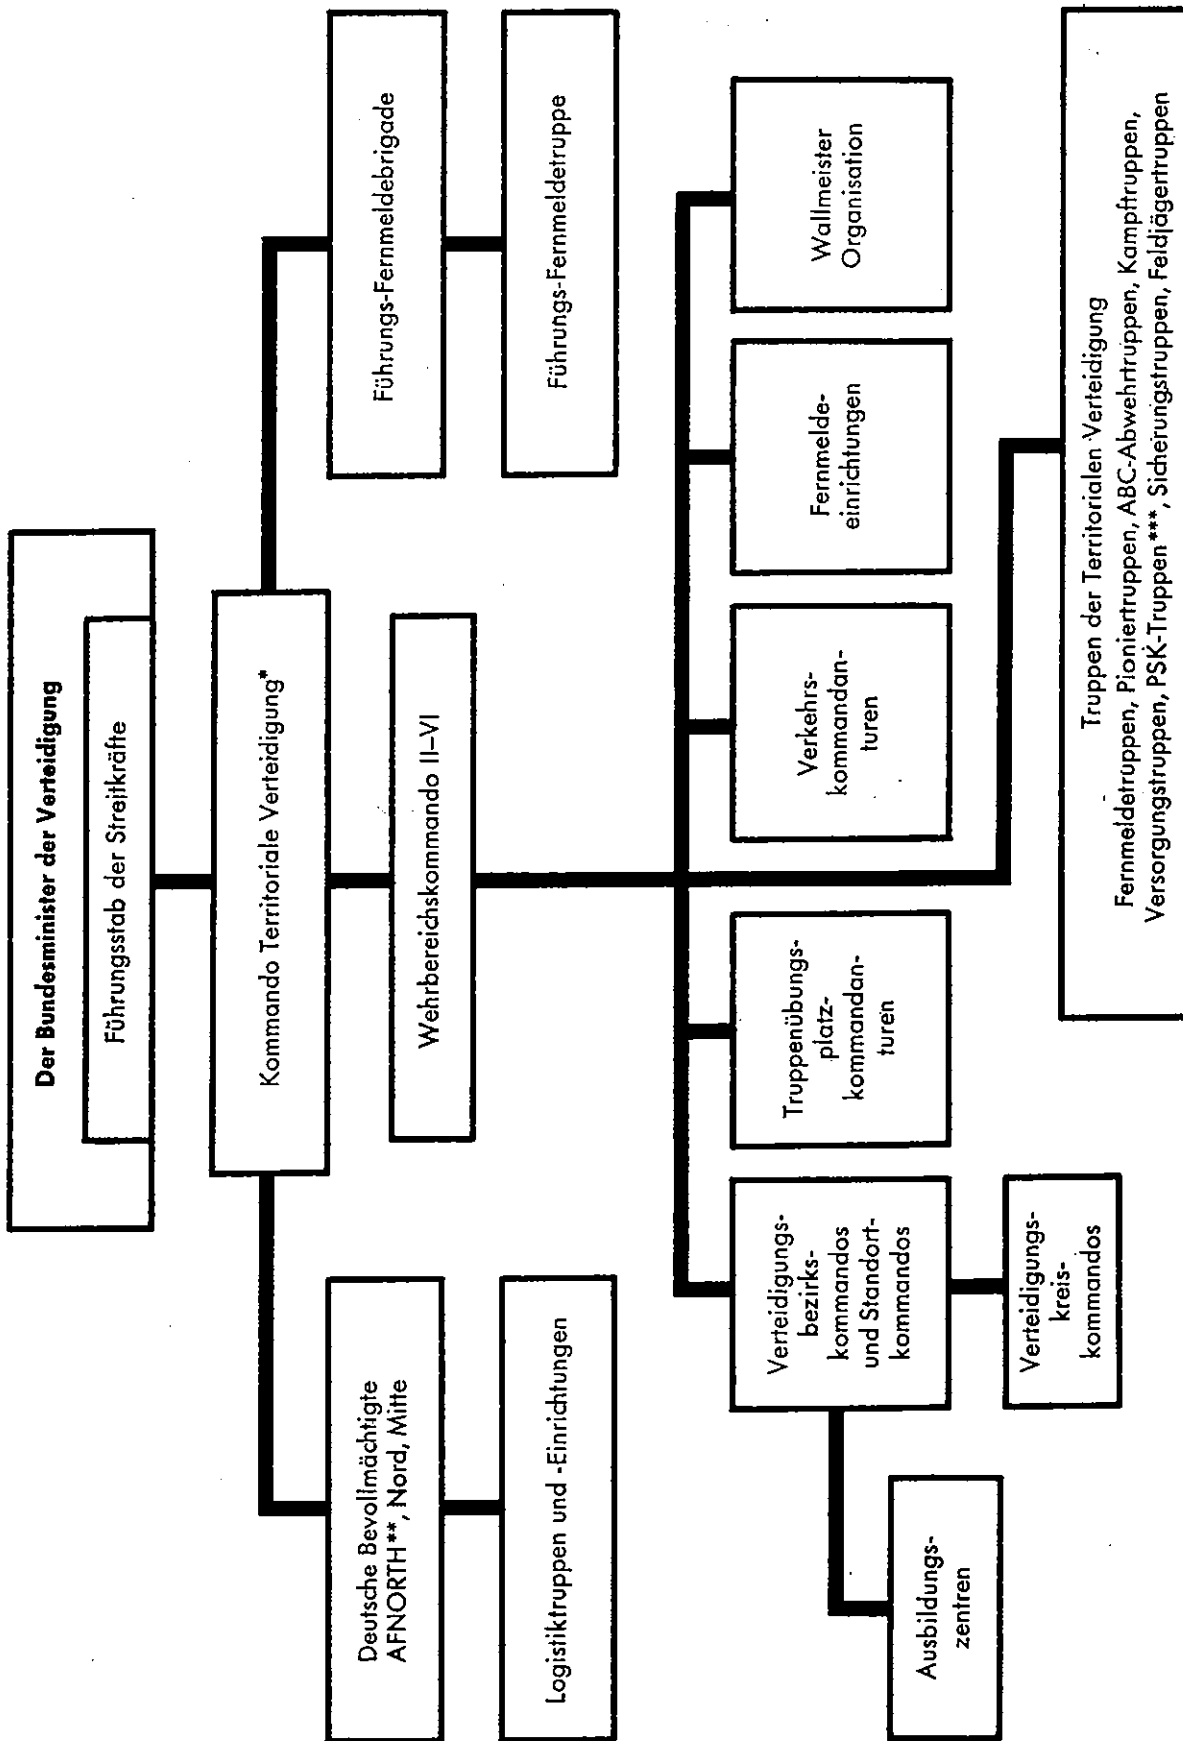 Der Bundesminister der Verteidigung
Führungsstab der Streitkräfte
Kommando Territoriale Verteidigung*
Deutsche Bevollmächtigte
AFNORTH**, Nord, Mitte
Führungs-Fernmeldebrigade
Wehrbereichskommando II–VI
Logistiktruppen und -Einrichtungen
Führungs-Fernmeldetruppe
Verteidigungs-
bezirks-
kommandos
und Standort-
kommandos
Truppenübungs-
platz-
kommandan-
turen
Verkehrs-
kommandan-
turen
Fernmelde-
einrichtungen
Wallmeister
Organisation
Ausbildungs-
zentren
Verteidigungs-
kreis-
kommandos
Truppen der Territorialen Verteidigung
Fernmeldetruppen, Pioniertruppen, ABC-Abwehrtruppen, Kampftruppen,
Versorgungstruppen, PSK-Truppen***, Sicherungstruppen, Feldjägertruppen